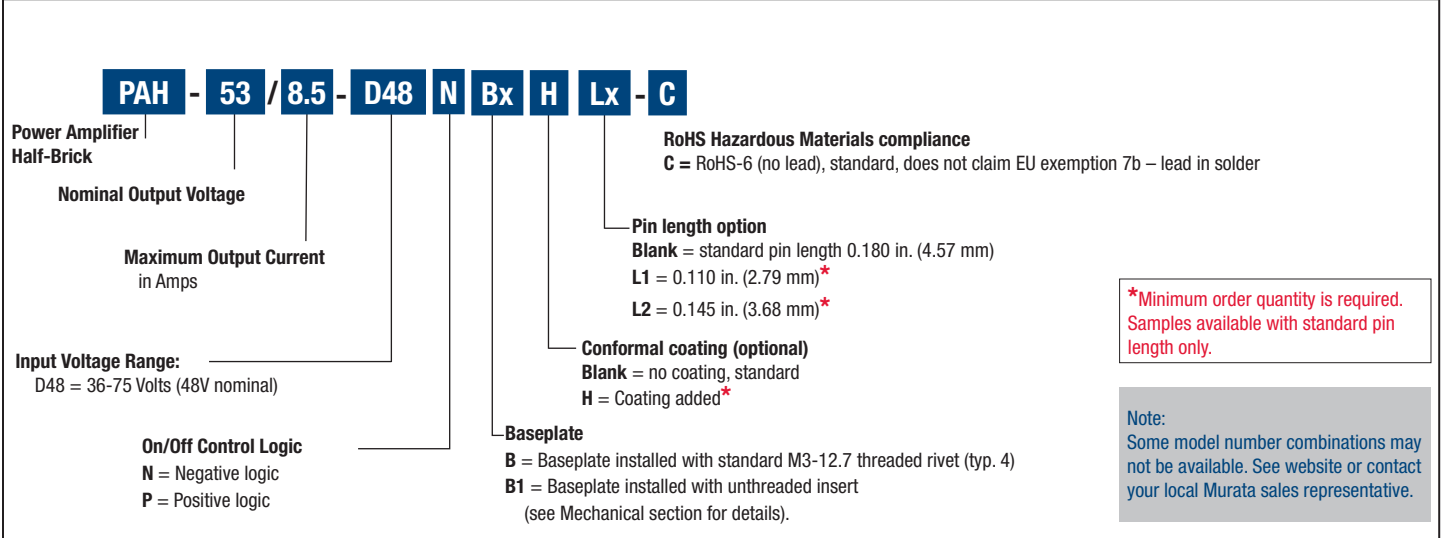 PAH - 53 / 8.5 - D48 N Bx H Lx - C
Power Amplifier
Half-Brick
Nominal Output Voltage
Maximum Output Current
in Amps
Input Voltage Range:
D48 = 36-75 Volts (48V nominal)
On/Off Control Logic
N = Negative logic
P = Positive logic
RoHS Hazardous Materials compliance
C = RoHS-6 (no lead), standard, does not claim EU exemption 7b – lead in solder
Pin length option
Blank = standard pin length 0.180 in. (4.57 mm)
L1 = 0.110 in. (2.79 mm)*
L2 = 0.145 in. (3.68 mm)*
Conformal coating (optional)
Blank = no coating, standard
H = Coating added*
Baseplate
B = Baseplate installed with standard M3-12.7 threaded rivet (typ. 4)
B1 = Baseplate installed with unthreaded insert
(see Mechanical section for details).
*Minimum order quantity is required.
Samples available with standard pin
length only.
Note:
Some model number combinations may
not be available. See website or contact
your local Murata sales representative.